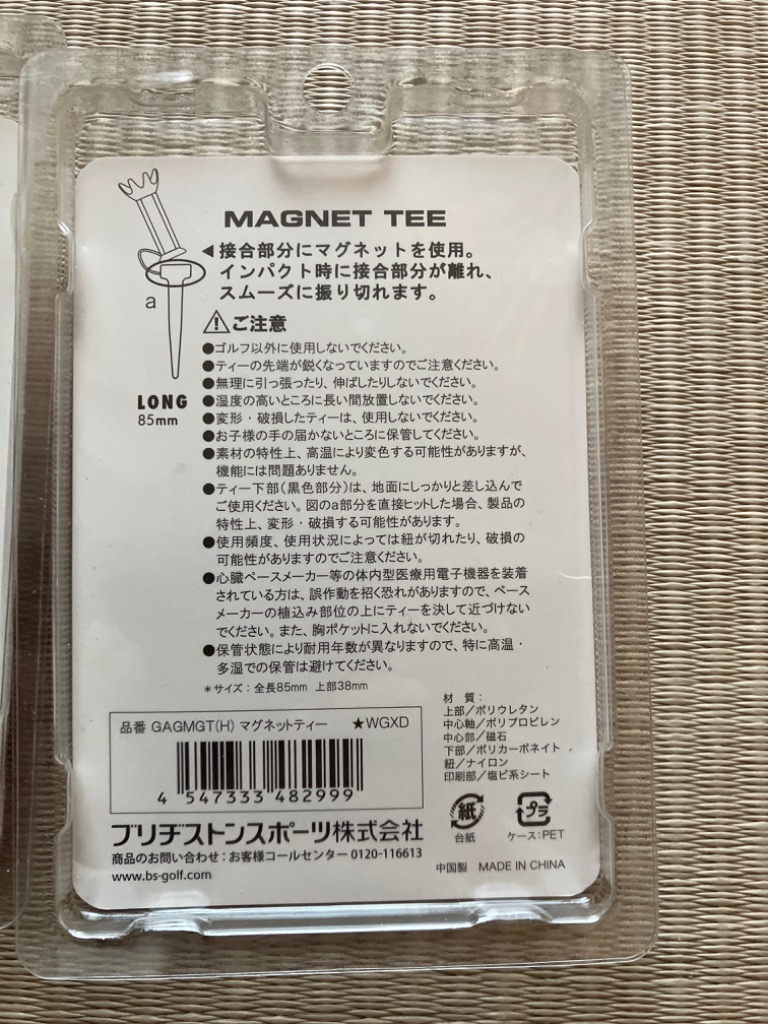 MAGNET TEE
◀接合部分にマグネットを使用。
インパクト時に接合部分が離れ、
スムーズに振り切れます。
a
LONG
85mm
⚠ご注意
●ゴルフ以外に使用しないでください。
●ティーの先端が鋭くなっていますのでご注意ください。
●無理に引っ張ったり、伸ばしたりしないでください。
●湿度の高いところに長い間放置しないでください。
●変形・破損したティーは、使用しないでください。
●お子様の手の届かないところに保管してください。
●素材の特性上、高温により変色する可能性がありますが、
機能には問題ありません。
●ティー下部(黒色部分)は、地面にしっかりと差し込んで
ご使用ください。図のa部分を直接ヒットした場合、製品の
特性上、変形・破損する可能性があります。
●使用頻度、使用状況によっては紐が切れたり、破損の
可能性がありますのでご注意ください。
●心臓ペースメーカー等の体内型医療用電子機器を装着
されている方は、誤作動を招く恐れがありますので、ペース
メーカーの植込み部位の上にティーを決して近づけない
でください。また、胸ポケットに入れないでください。
●保管状態により耐用年数が異なりますので、特に高温・
多湿での保管は避けてください。
*サイズ：全長85mm 上部38mm
品番 GAGMGT(H) マグネットティー ★WGXD
4 547333 482999
ブリヂストンスポーツ株式会社
商品のお問い合わせ：お客様コールセンター 0120-116613
www.bs-golf.com
材 質：
上部/ポリウレタン
中心軸/ポリプロピレン
中心部/磁石
下部/ポリカーボネイト
紐/ナイロン
印刷部/塩ビ系シート
紙
台紙
プラ
ケース：PET
中国製 MADE IN CHINA